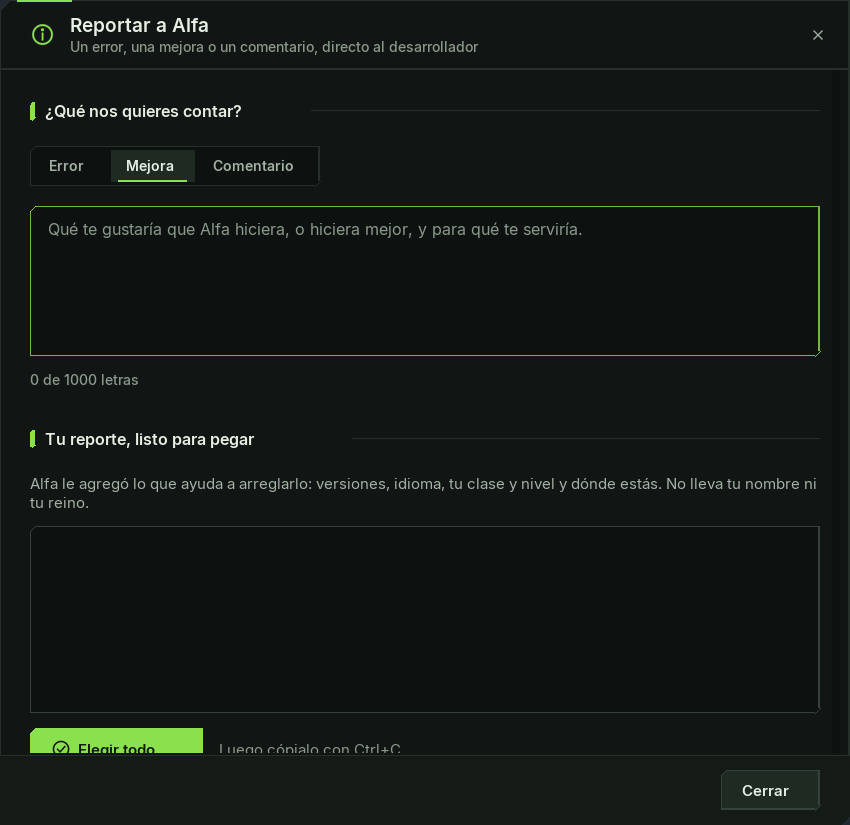 Reportar a Alfa
Un error, una mejora o un comentario, directo al desarrollador
¿Qué nos quieres contar?
Error
Mejora
Comentario
Qué te gustaría que Alfa hiciera, o hiciera mejor, y para qué te serviría.
0 de 1000 letras
Tu reporte, listo para pegar
Alfa le agregó lo que ayuda a arreglarlo: versiones, idioma, tu clase y nivel y dónde estás. No lleva tu nombre ni
tu reino.
Elegir todo
Luego cópialo con Ctrl+C
Cerrar